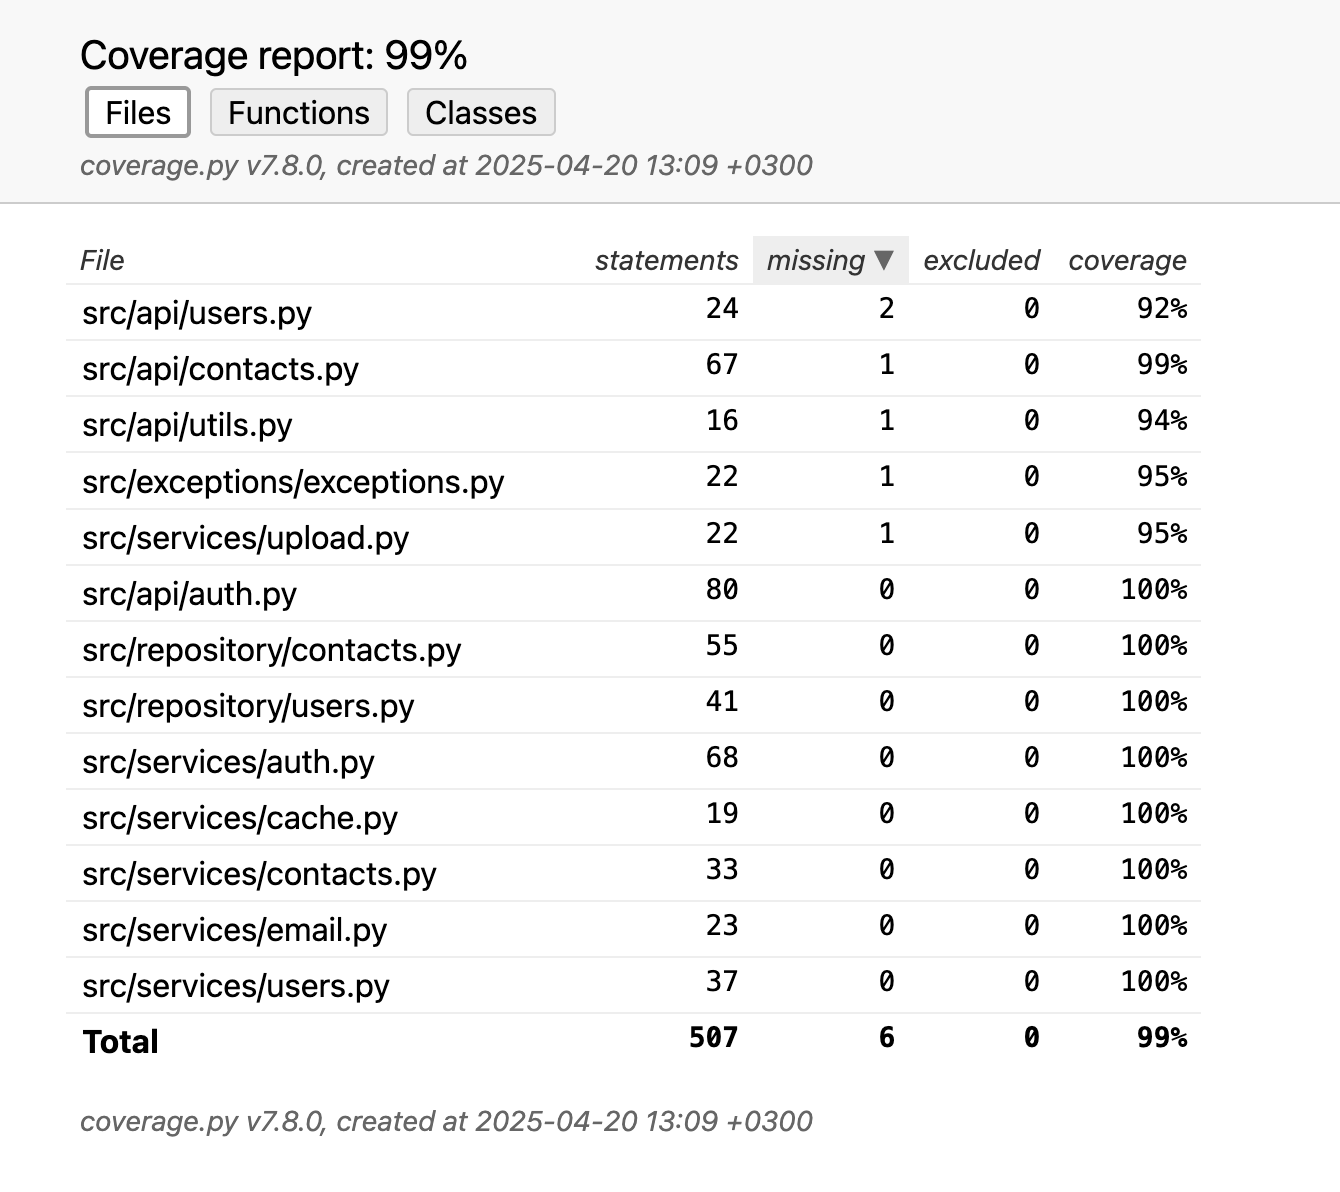 Coverage report: 99%
Files Functions Classes
coverage.py v7.8.0, created at 2025-04-20 13:09 +0300
File statements missing ▼ excluded coverage
src/api/users.py 24 2 0 92%
src/api/contacts.py 67 1 0 99%
src/api/utils.py 16 1 0 94%
src/exceptions/exceptions.py 22 1 0 95%
src/services/upload.py 22 1 0 95%
src/api/auth.py 80 0 0 100%
src/repository/contacts.py 55 0 0 100%
src/repository/users.py 41 0 0 100%
src/services/auth.py 68 0 0 100%
src/services/cache.py 19 0 0 100%
src/services/contacts.py 33 0 0 100%
src/services/email.py 23 0 0 100%
src/services/users.py 37 0 0 100%
Total 507 6 0 99%
coverage.py v7.8.0, created at 2025-04-20 13:09 +0300